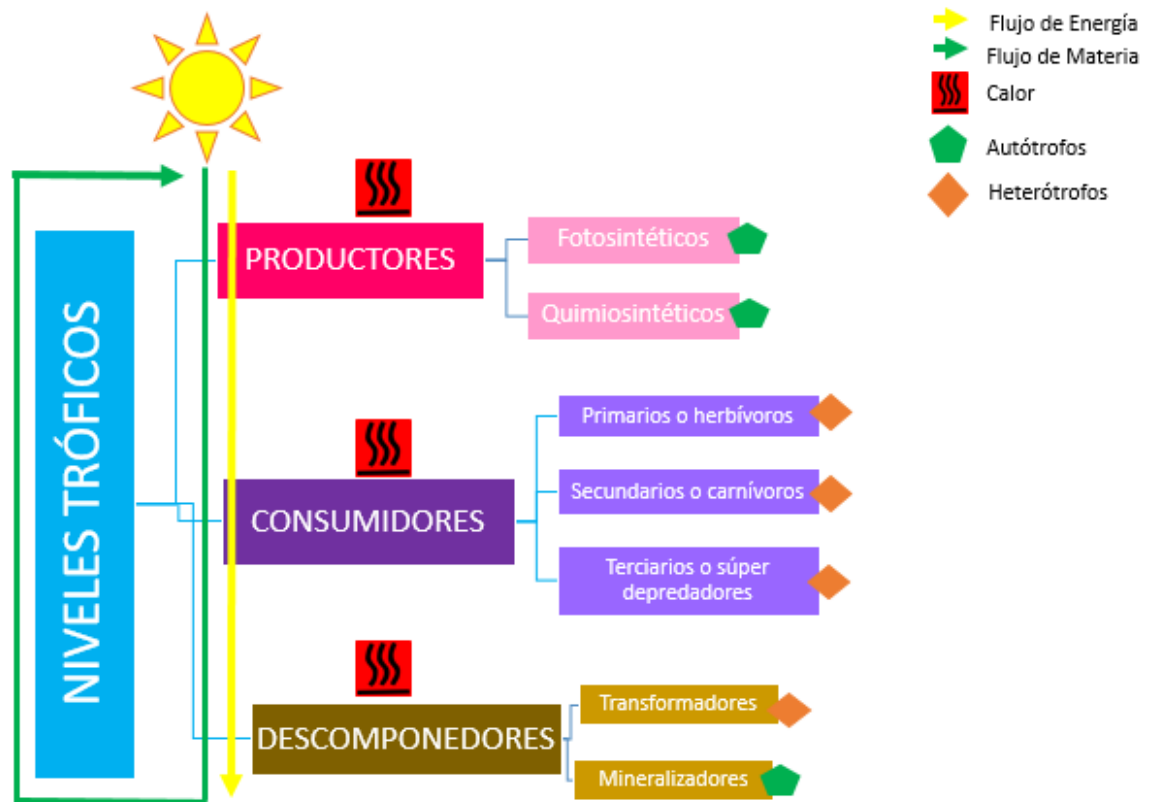 Flujo de Energía
Flujo de Materia
Calor
Autótrofos
Heterótrofos
NIVELES TRÓFICOS
PRODUCTORES
Fotosintéticos
Quimiosintéticos
CONSUMIDORES
Primarios o herbívoros
Secundarios o carnívoros
Terciarios o súper
depredadores
DESCOMPONEDORES
Transformadores
Mineralizadores